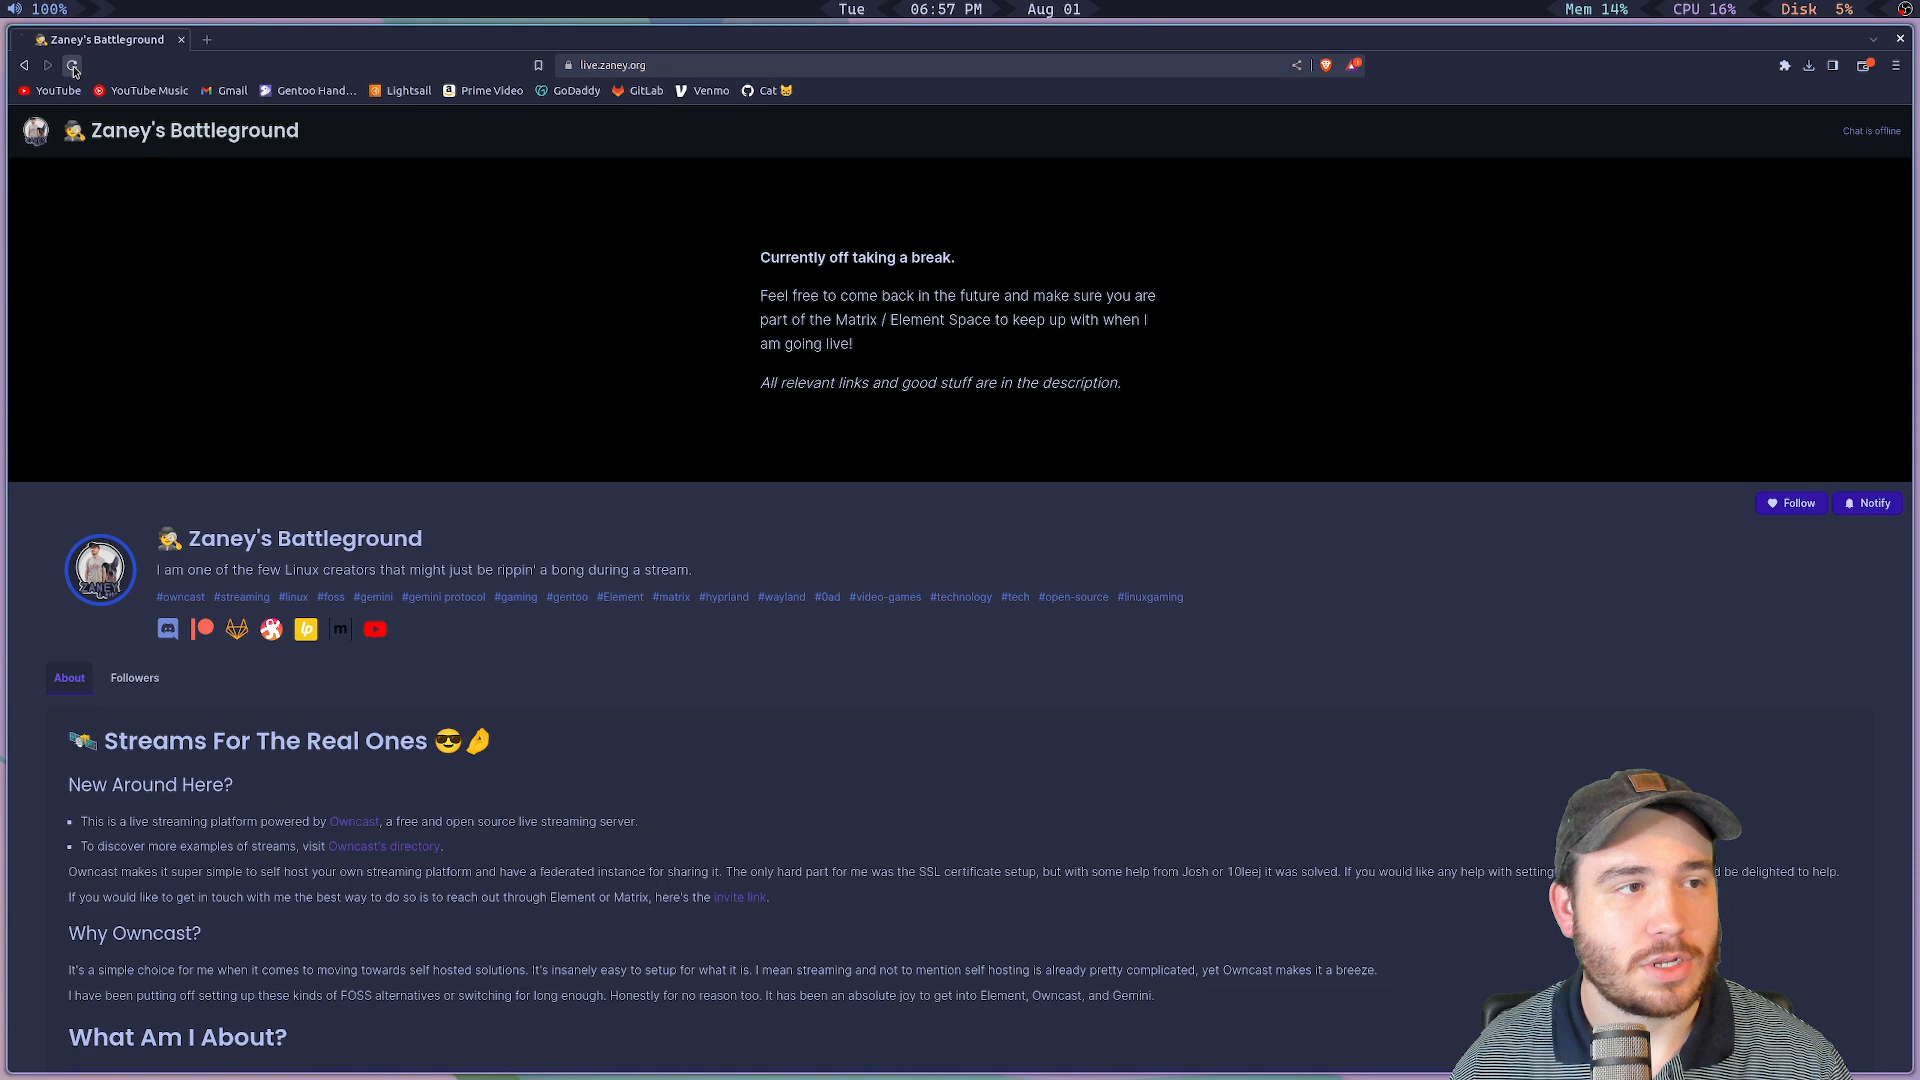 100%
Tue 06:57 PM Aug 01
Mem 14% CPU 16% Disk 5%
Zaney's Battleground
live.zaney.org
YouTube YouTube Music Gmail Gentoo Hand... Lightsail Prime Video GoDaddy GitLab Venmo Cat
Zaney's Battleground
Chat is offline
Currently off taking a break.
Feel free to come back in the future and make sure you are
part of the Matrix / Element Space to keep up with when I
am going live!
All relevant links and good stuff are in the description.
Follow Notify
Zaney's Battleground
I am one of the few Linux creators that might just be rippin' a bong during a stream.
#owncast #streaming #linux #foss #gemini #gemini protocol #gaming #gentoo #Element #matrix #hyprland #wayland #0ad #video-games #technology #tech #open-source #linuxgaming
lp m
About Followers
Streams For The Real Ones
New Around Here?
This is a live streaming platform powered by Owncast, a free and open source live streaming server.
To discover more examples of streams, visit Owncast's directory.
Owncast makes it super simple to self host your own streaming platform and have a federated instance for sharing it. The only hard part for me was the SSL certificate setup, but with some help from Josh or 10leej it was solved. If you would like any help with setting d be delighted to help.
If you would like to get in touch with me the best way to do so is to reach out through Element or Matrix, here's the invite link.
Why Owncast?
It's a simple choice for me when it comes to moving towards self hosted solutions. It's insanely easy to setup for what it is. I mean streaming and not to mention self hosting is already pretty complicated, yet Owncast makes it a breeze.
I have been putting off setting up these kinds of FOSS alternatives or switching for long enough. Honestly for no reason too. It has been an absolute joy to get into Element, Owncast, and Gemini.
What Am I About?